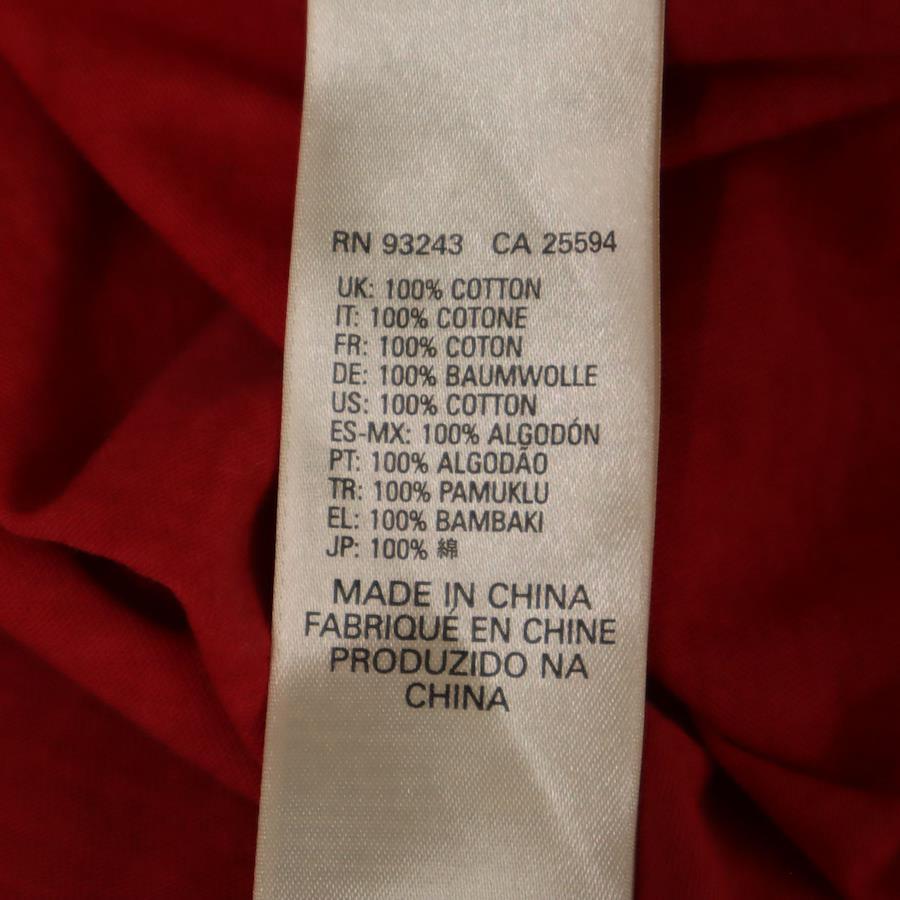 RN 93243 CA 25594
UK: 100% COTTON
IT: 100% COTONE
FR: 100% COTON
DE: 100% BAUMWOLLE
US: 100% COTTON
ES-MX: 100% ALGODÓN
PT: 100% ALGODÃO
TR: 100% PAMUKLU
EL: 100% BAMBAKI
JP: 100% 綿
MADE IN CHINA
FABRIQUÉ EN CHINE
PRODUZIDO NA
CHINA